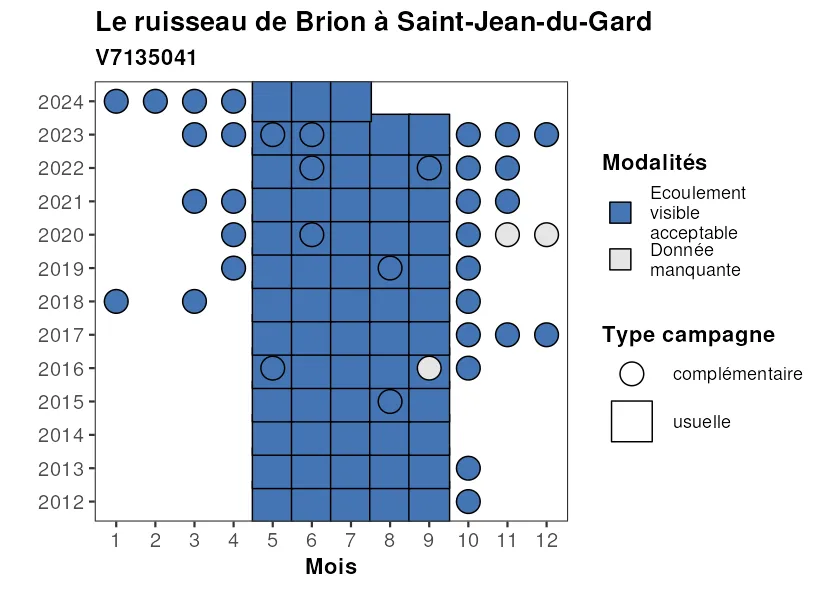 Le ruisseau de Brion à Saint-Jean-du-Gard
V7135041
2024
2023
2022
2021
2020
2019
2018
2017
2016
2015
2014
2013
2012
1 2 3 4 5 6 7 8 9 10 11 12
Mois
Modalités
Ecoulement
visible
acceptable
Donnée
manquante
Type campagne
complémentaire
usuelle